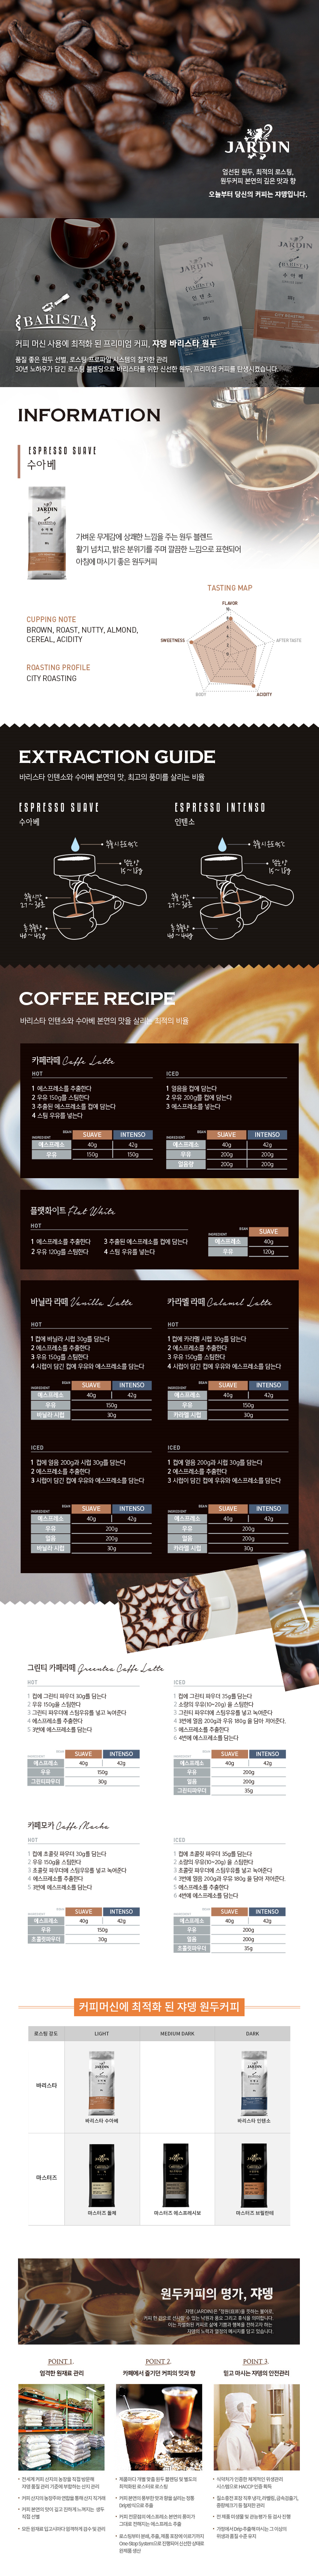 JARDIN
엄선된 원두, 최적의 로스팅,
원두커피 본연의 깊은 맛과 향
오늘부터 당신의 커피는 쟈뎅입니다.
BARISTA
커피 머신 사용에 최적화 된 프리미엄 커피, 쟈뎅 바리스타 원두
품질 좋은 원두 선별, 로스팅 프로파일 시스템의 철저한 관리
30년 노하우가 담긴 로스팅 블렌딩으로 바리스타를 위한 신선한 원두, 프리미엄 커피를 탄생시켰습니다.
INFORMATION
ESPRESSO SUAVE
수아베
JARDIN
가벼운 무게감에 상쾌한 느낌을 주는 원두 블렌드
활기 넘치고, 밝은 분위기를 주며 깔끔한 느낌으로 표현되어
아침에 마시기 좋은 원두커피
TASTING MAP
FLAVOR
SWEETNESS
AFTER TASTE
BODY
ACIDITY
CUPPING NOTE
BROWN, ROAST, NUTTY, ALMOND,
CEREAL, ACIDITY
ROASTING PROFILE
CITY ROASTING
EXTRACTION GUIDE
바리스타 인텐소와 수아베 본연의 맛, 최고의 풍미를 살리는 비율
ESPRESSO SUAVE
수아베
ESPRESSO INTENSO
인텐소
COFFEE RECIPE
바리스타 인텐소와 수아베 본연의 맛을 살리는 최적의 비율
카페라떼 Caffe Latte
HOT
1 에스프레소를 추출한다
2 우유 150g를 스팀한다
3 추출된 에스프레소를 컵에 담는다
4 스팀 우유를 넣는다
INGREDIENT BEAN SUAVE INTENSO
에스프레소 40g 42g
우유 150g 150g
ICED
1 얼음을 컵에 담는다
2 우유 200g를 컵에 담는다
3 에스프레소를 넣는다
INGREDIENT BEAN SUAVE INTENSO
에스프레소 40g 42g
우유 200g 200g
얼음량 200g 200g
플랫화이트 Flat White
HOT
1 에스프레소를 추출한다
2 우유 120g를 스팀한다
3 추출된 에스프레소를 컵에 담는다
4 스팀 우유를 넣는다
INGREDIENT BEAN SUAVE
에스프레소 40g
우유 120g
바닐라 라떼 Vanilla Latte
HOT
1 컵에 바닐라 시럽 30g를 담는다
2 에스프레소를 추출한다
3 우유 150g를 스팀한다
4 시럽이 담긴 컵에 우유와 에스프레소를 담는다
INGREDIENT BEAN SUAVE INTENSO
에스프레소 40g 42g
우유 150g
바닐라 시럽 30g
ICED
1 컵에 얼음 200g과 시럽 30g를 담는다
2 에스프레소를 추출한다
3 시럽이 담긴 컵에 우유와 에스프레소를 담는다
INGREDIENT BEAN SUAVE INTENSO
에스프레소 40g 42g
우유 200g
얼음 200g
바닐라 시럽 30g
카라멜 라떼 Calamel Latte
HOT
1 컵에 카라멜 시럽 30g를 담는다
2 에스프레소를 추출한다
3 우유 150g를 스팀한다
4 시럽이 담긴 컵에 우유와 에스프레소를 담는다
INGREDIENT BEAN SUAVE INTENSO
에스프레소 40g 42g
우유 150g
카라멜 시럽 30g
ICED
1 컵에 얼음 200g과 시럽 30g를 담는다
2 에스프레소를 추출한다
3 시럽이 담긴 컵에 우유와 에스프레소를 담는다
INGREDIENT BEAN SUAVE INTENSO
에스프레소 40g 42g
우유 200g
얼음 200g
카라멜 시럽 30g
그린티 카페라떼 Greentea Caffe Latte
HOT
1 컵에 그린티 파우더 30g를 담는다
2 우유 150g을 스팀한다
3 그린티 파우더에 스팀우유를 넣고 녹여준다
4 에스프레소를 추출한다
5 3번에 에스프레소를 담는다
SUAVE INTENSO
에스프레소 40g 42g
우유 150g
그린티파우더 30g
ICED
1 컵에 그린티 파우더 35g를 담는다
2 소량의 우유(10~20g) 을 스팀한다
3 그린티 파우더에 스팀우유를 넣고 녹여준다
4 3번에 얼음 200g과 우유 180g 을 담아 저어준다.
5 에스프레소를 추출한다
6 4번에 에스프레소를 담는다
SUAVE INTENSO
에스프레소 40g 42g
우유 200g
얼음 200g
그린티파우더 35g
카페모카 Caffe Mocha
HOT
1 컵에 초콜릿 파우더 30g를 담는다
2 우유 150g을 스팀한다
3 초콜릿 파우더에 스팀우유를 넣고 녹여준다
4 에스프레소를 추출한다
5 3번에 에스프레소를 담는다
SUAVE INTENSO
에스프레소 40g 42g
우유 150g
초콜릿파우더 30g
ICED
1 컵에 초콜릿 파우더 35g를 담는다
2 소량의 우유(10~20g) 을 스팀한다
3 초콜릿 파우더에 스팀우유를 넣고 녹여준다
4 3번에 얼음 200g과 우유 180g 을 담아 저어준다.
5 에스프레소를 추출한다
6 4번에 에스프레소를 담는다
SUAVE INTENSO
에스프레소 40g 42g
우유 200g
얼음 200g
초콜릿파우더 35g
커피머신에 최적화 된 쟈뎅 원두커피
로스팅 강도 LIGHT MEDIUM DARK DARK
바리스타
바리스타 수아베
바리스타 인텐소
마스터즈
마스터즈 돌체
마스터즈 에스프레시보
마스터즈 브릴란테
원두커피의 명가, 쟈뎅
POINT 1.
엄격한 원재료 관리
POINT 2.
카페에서 즐기던 커피의 맛과 향
POINT 3.
믿고 마시는 쟈뎅의 안전관리